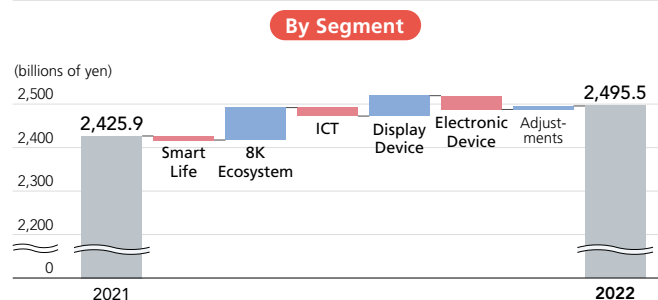 By Segment
(billions of yen)
2,500
2,400
2,300
2,200
0
2,425.9
Smart
Life
8K
Ecosystem
ICT
Display
Device
Electronic
Device
Adjust-
ments
2,495.5
2021
2022